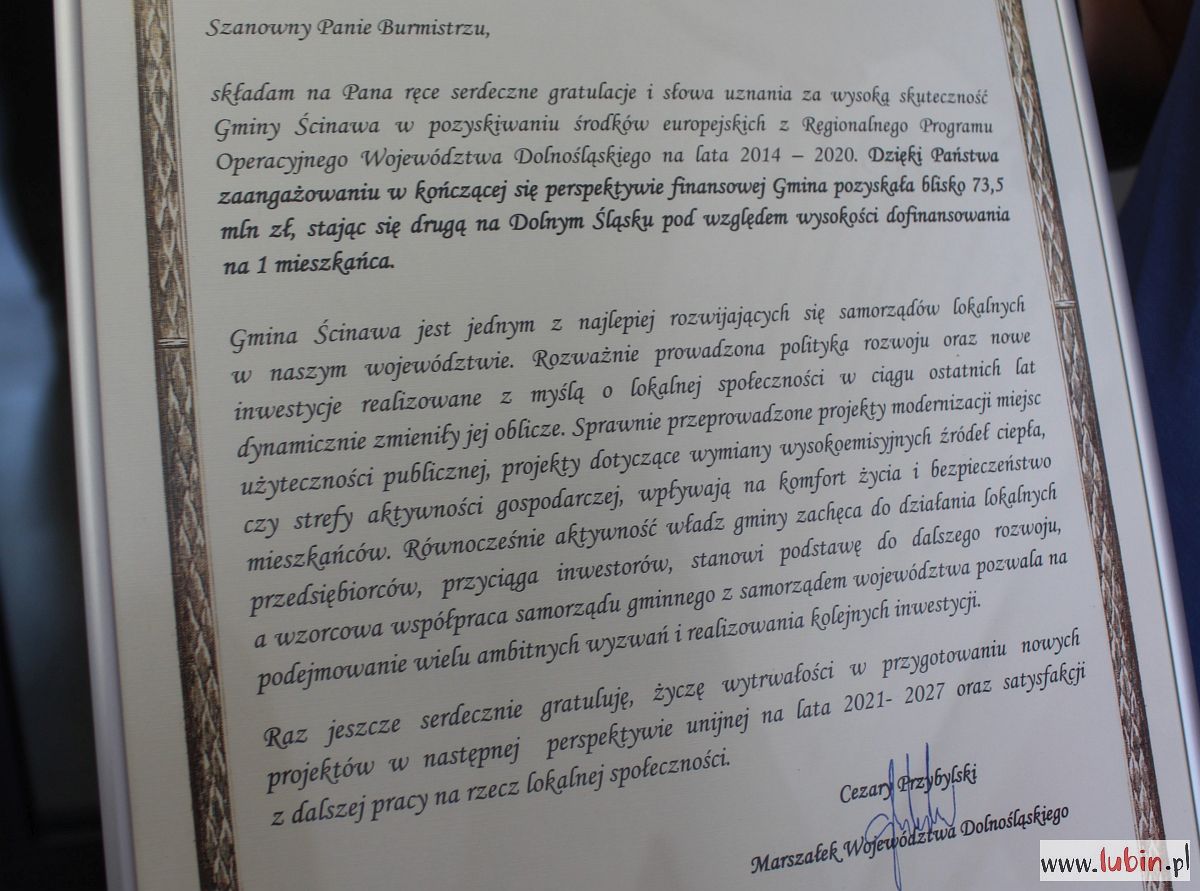 Szanowny Panie Burmistrzu,
składam na Pana ręce serdeczne gratulacje i słowa uznania za wysoką skuteczność
Gminy Ścinawa w pozyskiwaniu środków europejskich z Regionalnego Programu
Operacyjnego Województwa Dolnośląskiego na lata 2014 – 2020. Dzięki Państwa
zaangażowaniu w kończącej się perspektywie finansowej Gmina pozyskała blisko 73,5
mln zł, stając się drugą na Dolnym Śląsku pod względem wysokości dofinansowania
na 1 mieszkańca.
Gmina Ścinawa jest jednym z najlepiej rozwijających się samorządów lokalnych
w naszym województwie. Rozważnie prowadzona polityka rozwoju oraz nowe
inwestycje realizowane z myślą o lokalnej społeczności w ciągu ostatnich lat
dynamicznie zmieniły jej oblicze. Sprawnie przeprowadzone projekty modernizacji miejsc
użyteczności publicznej, projekty dotyczące wymiany wysokoemisyjnych źródeł ciepła,
czy strefy aktywności gospodarczej, wpływają na komfort życia i bezpieczeństwo
mieszkańców. Równocześnie aktywność władz gminy zachęca do działania lokalnych
przedsiębiorców, przyciąga inwestorów, stanowi podstawę do dalszego rozwoju,
a wzorcowa współpraca samorządu gminnego z samorządem województwa pozwala na
podejmowanie wielu ambitnych wyzwań i realizowania kolejnych inwestycji.
Raz jeszcze serdecznie gratuluję, życzę wytrwałości w przygotowaniu nowych
projektów w następnej perspektywie unijnej na lata 2021- 2027 oraz satysfakcji
z dalszej pracy na rzecz lokalnej społeczności.
Cezary Przybylski
Marszałek Województwa Dolnośląskiego
www.lubin.pl